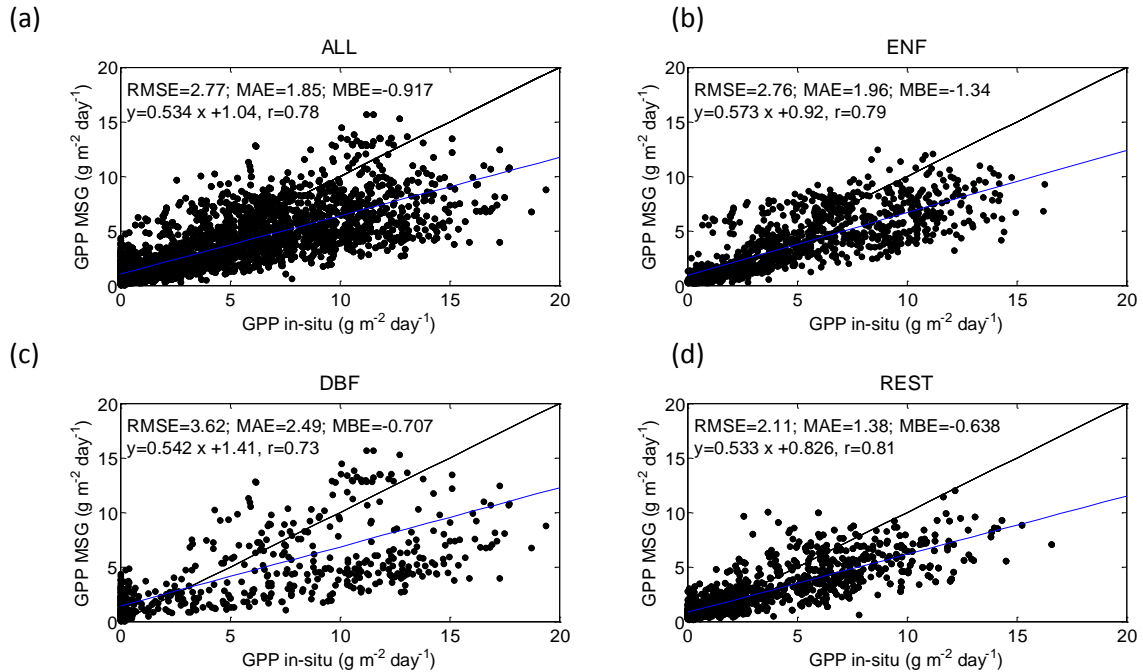 (a)
ALL
RMSE=2.77; MAE=1.85; MBE=-0.917
y=0.534 x +1.04, r=0.78
20
15
10
5
0
GPP MSG (g m⁻² day⁻¹)
0 5 10 15 20
GPP in-situ (g m⁻² day⁻¹)
(b)
ENF
RMSE=2.76; MAE=1.96; MBE=-1.34
y=0.573 x +0.92, r=0.79
20
15
10
5
0
GPP MSG (g m⁻² day⁻¹)
0 5 10 15 20
GPP in-situ (g m⁻² day⁻¹)
(c)
DBF
RMSE=3.62; MAE=2.49; MBE=-0.707
y=0.542 x +1.41, r=0.73
20
15
10
5
0
GPP MSG (g m⁻² day⁻¹)
0 5 10 15 20
GPP in-situ (g m⁻² day⁻¹)
(d)
REST
RMSE=2.11; MAE=1.38; MBE=-0.638
y=0.533 x +0.826, r=0.81
20
15
10
5
0
GPP MSG (g m⁻² day⁻¹)
0 5 10 15 20
GPP in-situ (g m⁻² day⁻¹)